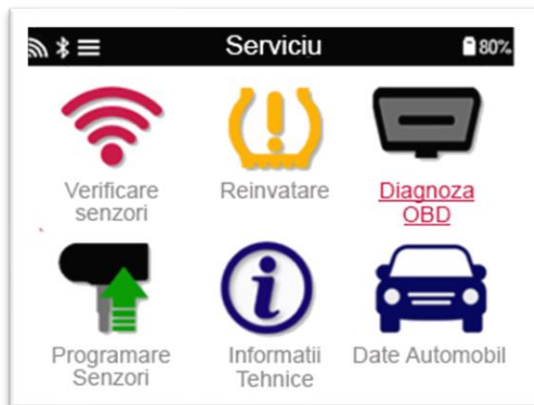 Serviciu
80%
Verificare
senzori
Reinvatare
Diagnoza
OBD
Programare
Senzori
Informatii
Tehnice
Date Automobil